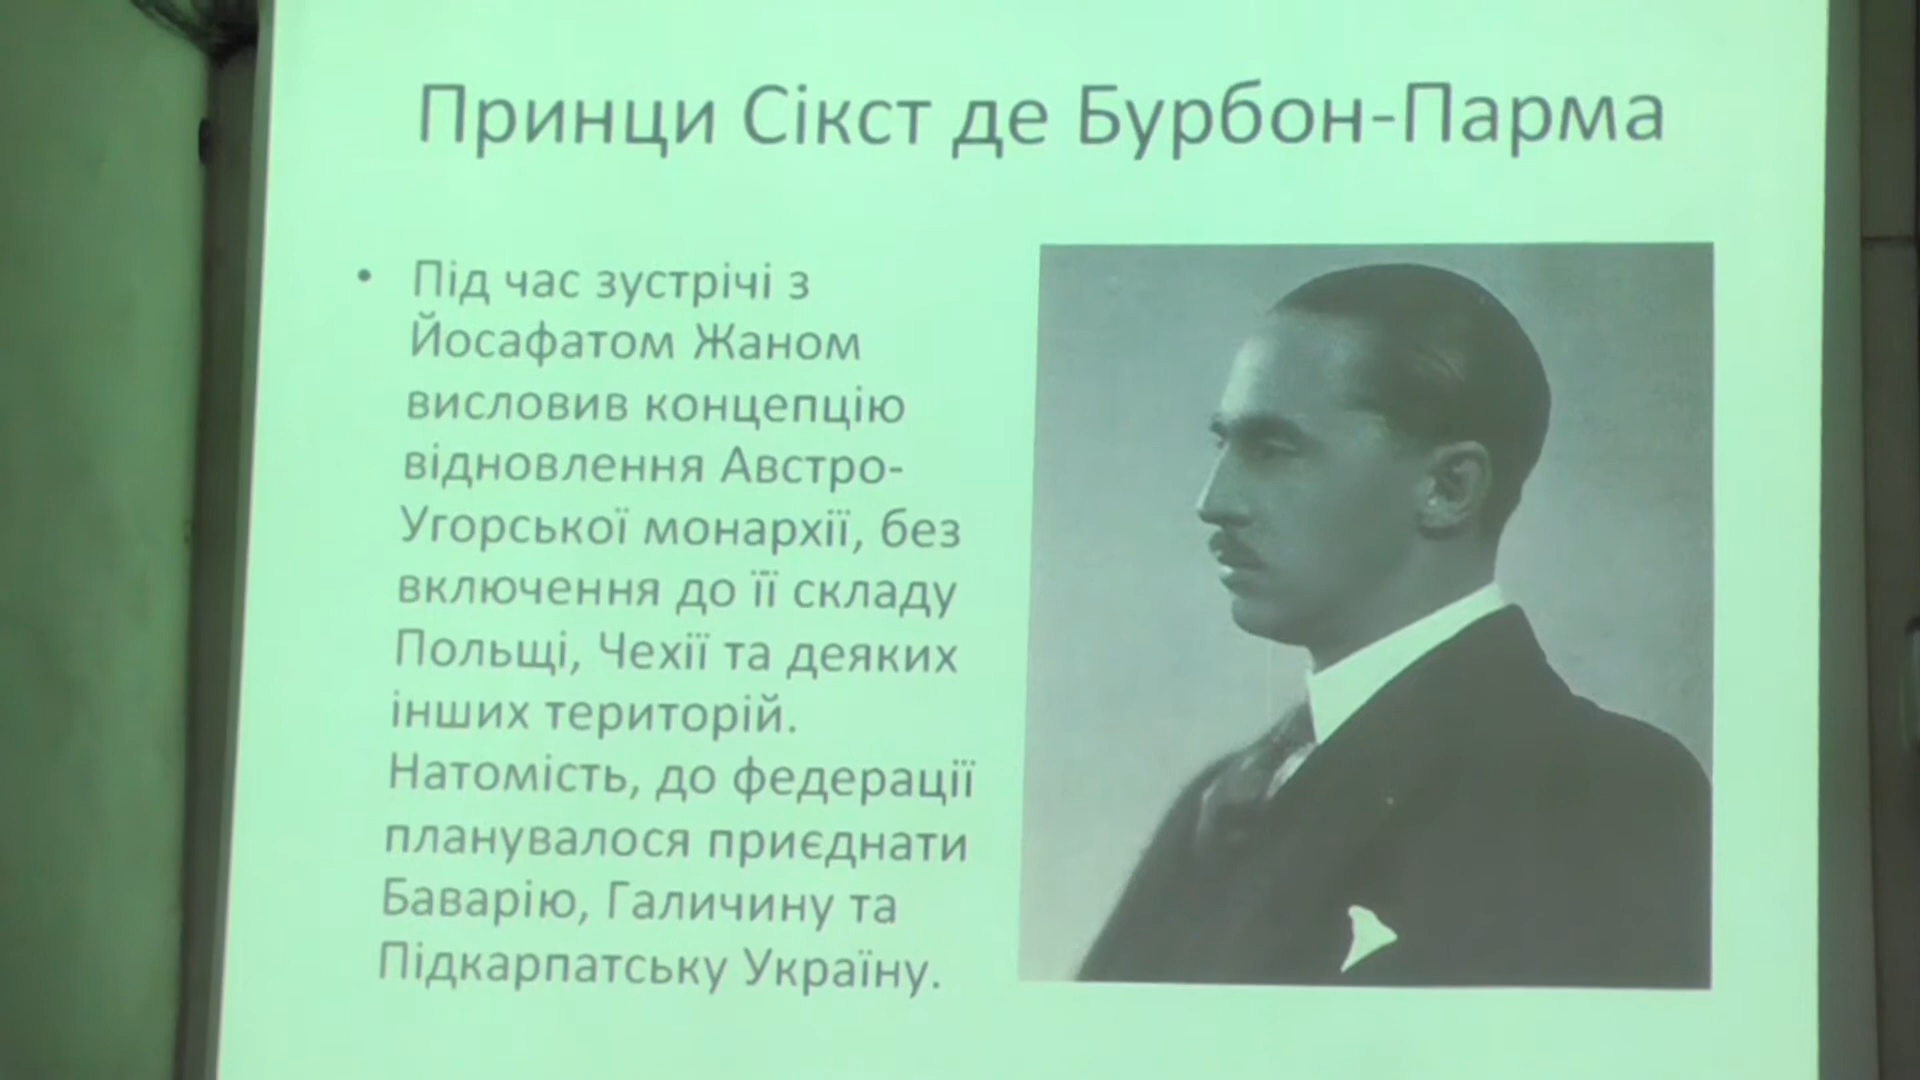 Принци Сікст де Бурбон-Парма
• Під час зустрічі з
Йосафатом Жаном
висловив концепцію
відновлення Австро-
Угорської монархії, без
включення до її складу
Польщі, Чехії та деяких
інших територій.
Натомість, до федерації
планувалося приєднати
Баварію, Галичину та
Підкарпатську Україну.